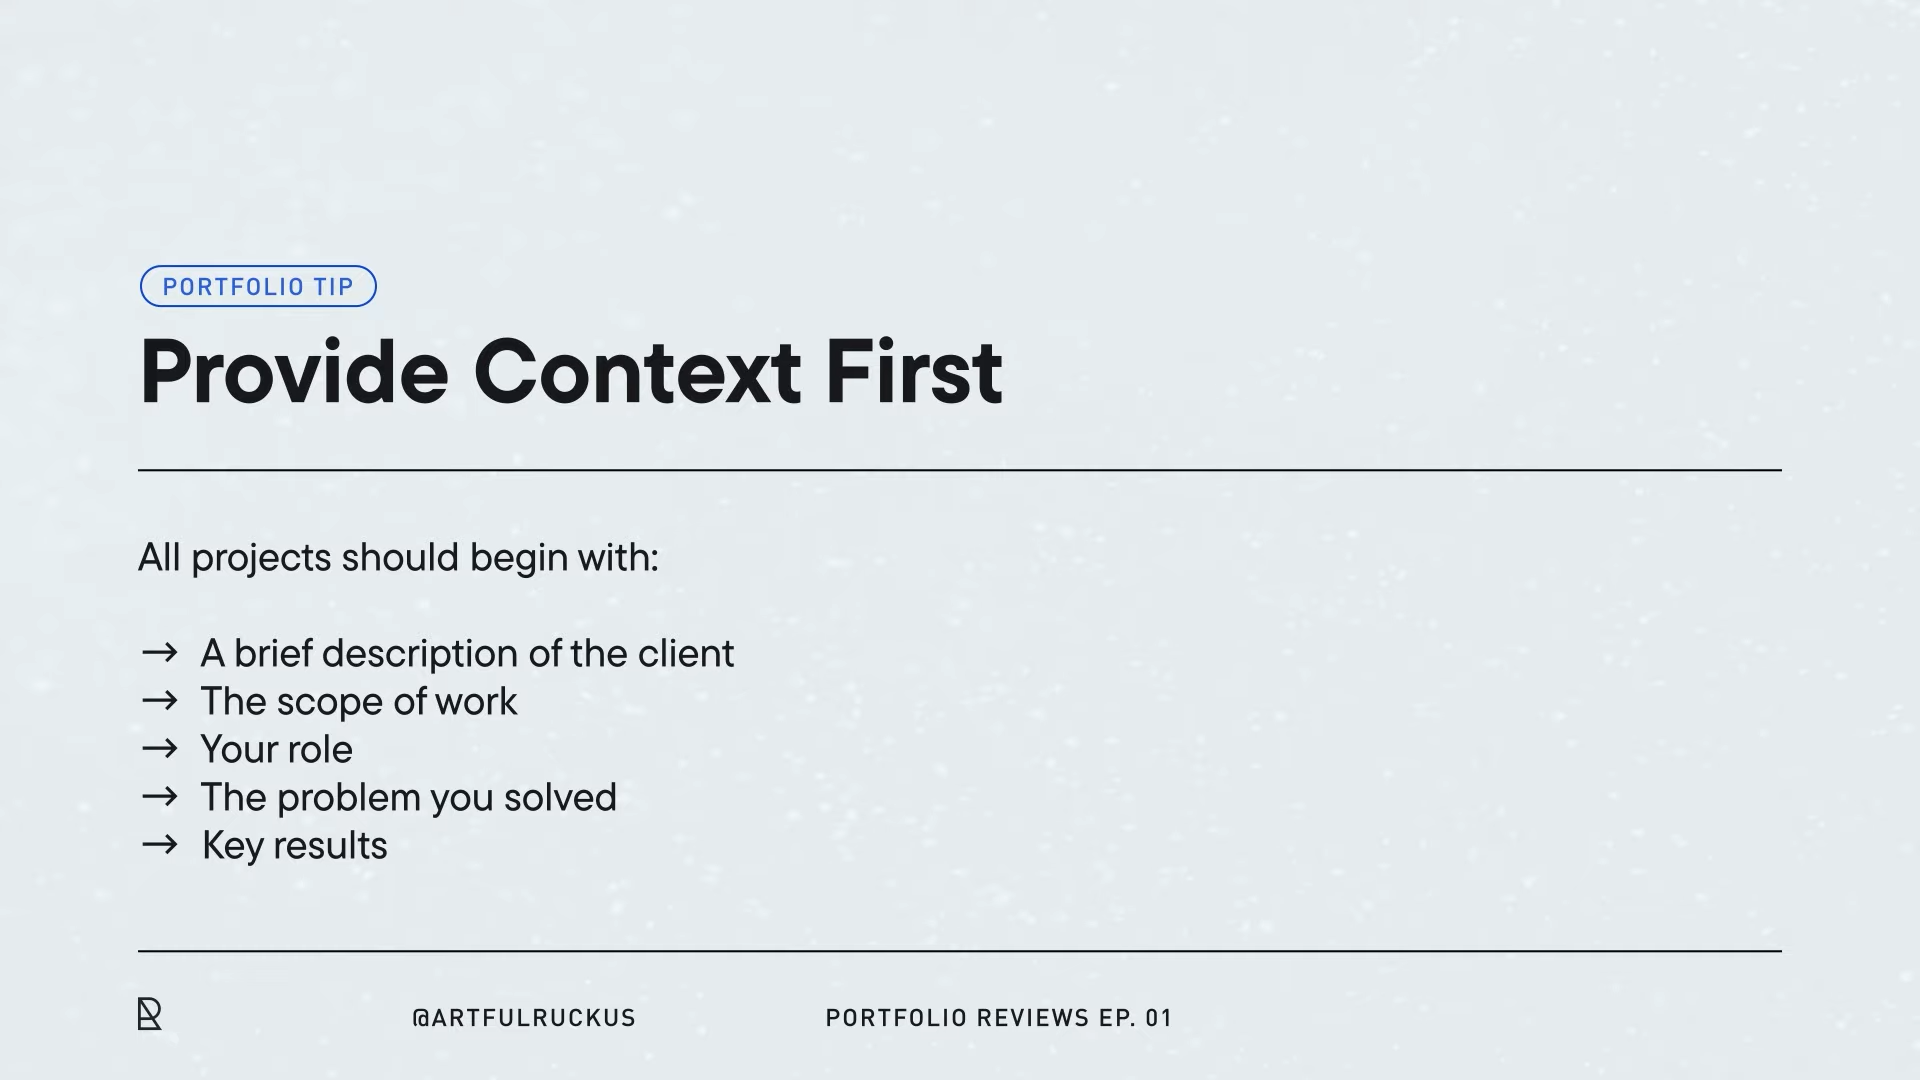 PORTFOLIO TIP
Provide Context First
All projects should begin with:
→ A brief description of the client
→ The scope of work
→ Your role
→ The problem you solved
→ Key results
@ARTFULRUCKUS
PORTFOLIO REVIEWS EP. 01